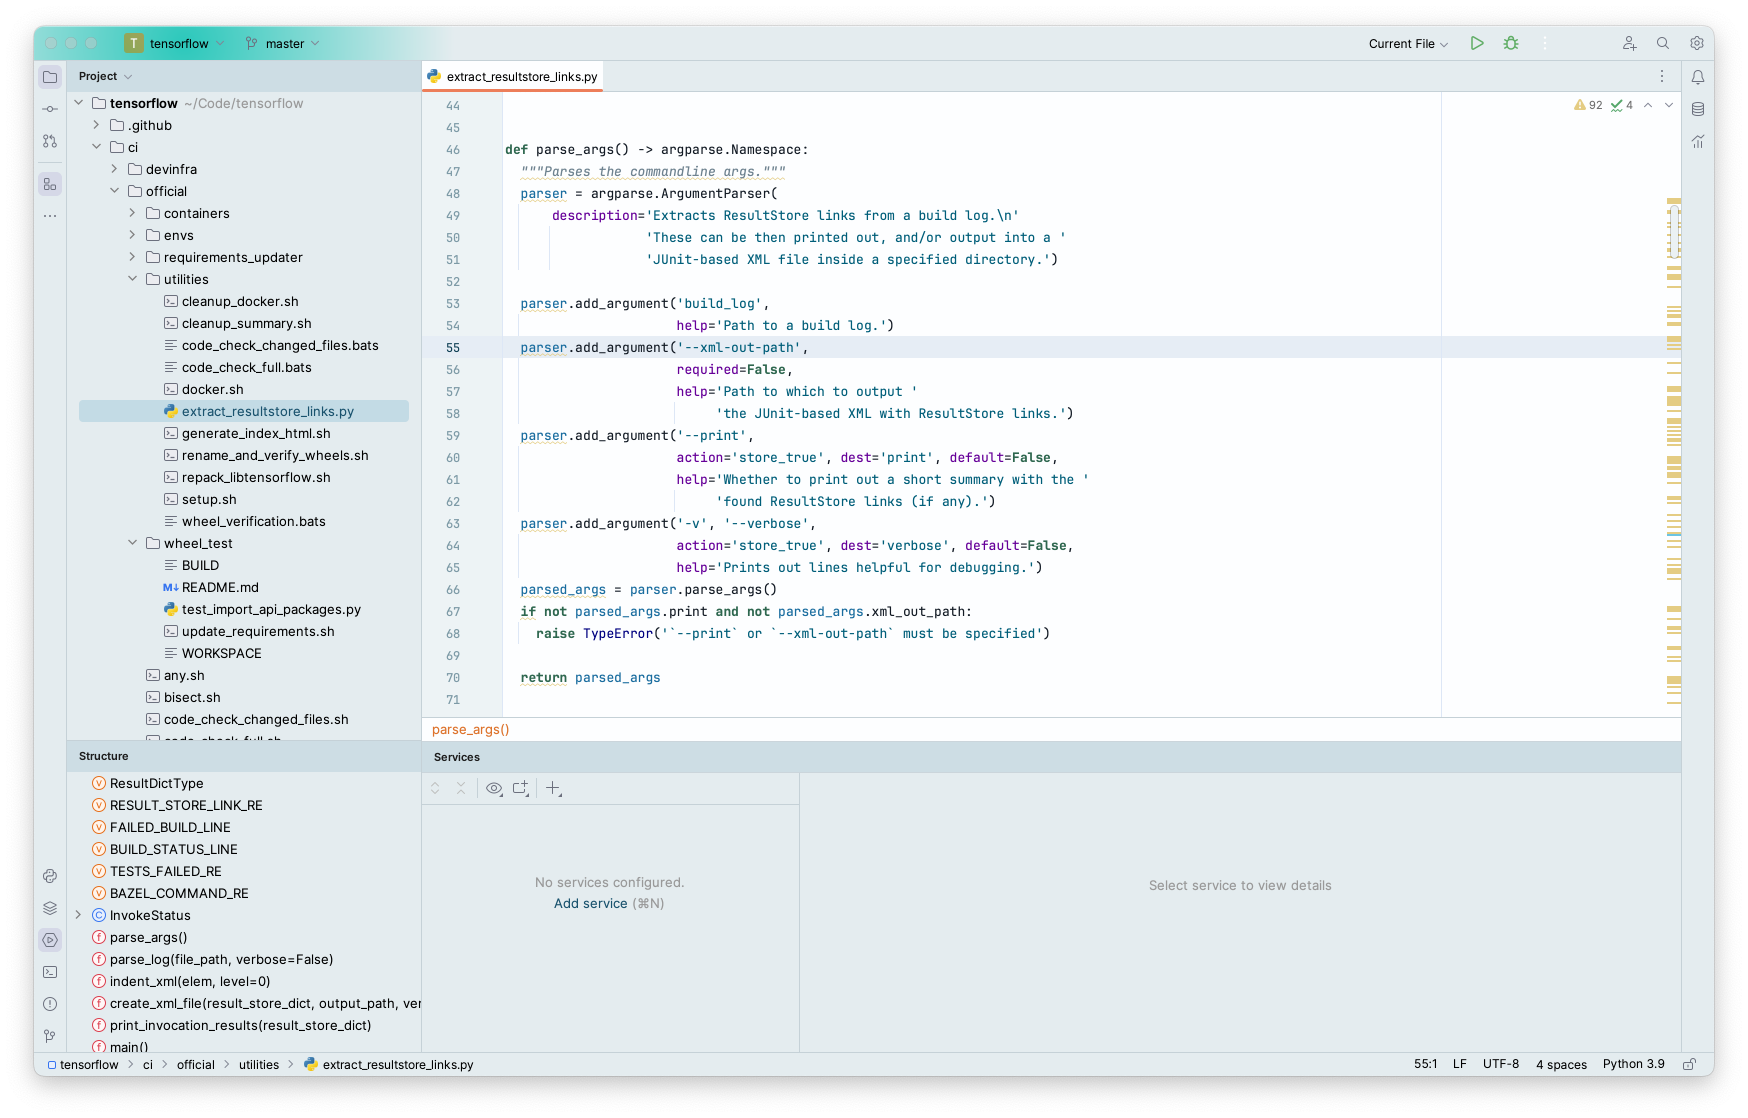 T tensorflow master Current File
Project
extract_resultstore_links.py
tensorflow ~/Code/tensorflow
.github
ci
devinfra
official
containers
envs
requirements_updater
utilities
cleanup_docker.sh
cleanup_summary.sh
code_check_changed_files.bats
code_check_full.bats
docker.sh
extract_resultstore_links.py
generate_index_html.sh
rename_and_verify_wheels.sh
repack_libtensorflow.sh
setup.sh
wheel_verification.bats
wheel_test
BUILD
M↓ README.md
test_import_api_packages.py
update_requirements.sh
WORKSPACE
any.sh
bisect.sh
code_check_changed_files.sh
code_check_full.sh
92 4
44
45
46 def parse_args() -> argparse.Namespace:
47 """Parses the commandline args."""
48 parser = argparse.ArgumentParser(
49 description='Extracts ResultStore links from a build log.\n'
50 'These can be then printed out, and/or output into a '
51 'JUnit-based XML file inside a specified directory.')
52
53 parser.add_argument('build_log',
54 help='Path to a build log.')
55 parser.add_argument('--xml-out-path',
56 required=False,
57 help='Path to which to output '
58 'the JUnit-based XML with ResultStore links.')
59 parser.add_argument('--print',
60 action='store_true', dest='print', default=False,
61 help='Whether to print out a short summary with the '
62 'found ResultStore links (if any).')
63 parser.add_argument('-v', '--verbose',
64 action='store_true', dest='verbose', default=False,
65 help='Prints out lines helpful for debugging.')
66 parsed_args = parser.parse_args()
67 if not parsed_args.print and not parsed_args.xml_out_path:
68 raise TypeError('`--print` or `--xml-out-path` must be specified')
69
70 return parsed_args
71
parse_args()
Structure
ResultDictType
RESULT_STORE_LINK_RE
FAILED_BUILD_LINE
BUILD_STATUS_LINE
TESTS_FAILED_RE
BAZEL_COMMAND_RE
InvokeStatus
parse_args()
parse_log(file_path, verbose=False)
indent_xml(elem, level=0)
create_xml_file(result_store_dict, output_path, ver
print_invocation_results(result_store_dict)
main()
Services
No services configured.
Add service (⌘N)
Select service to view details
tensorflow ci official utilities extract_resultstore_links.py
55:1 LF UTF-8 4 spaces Python 3.9